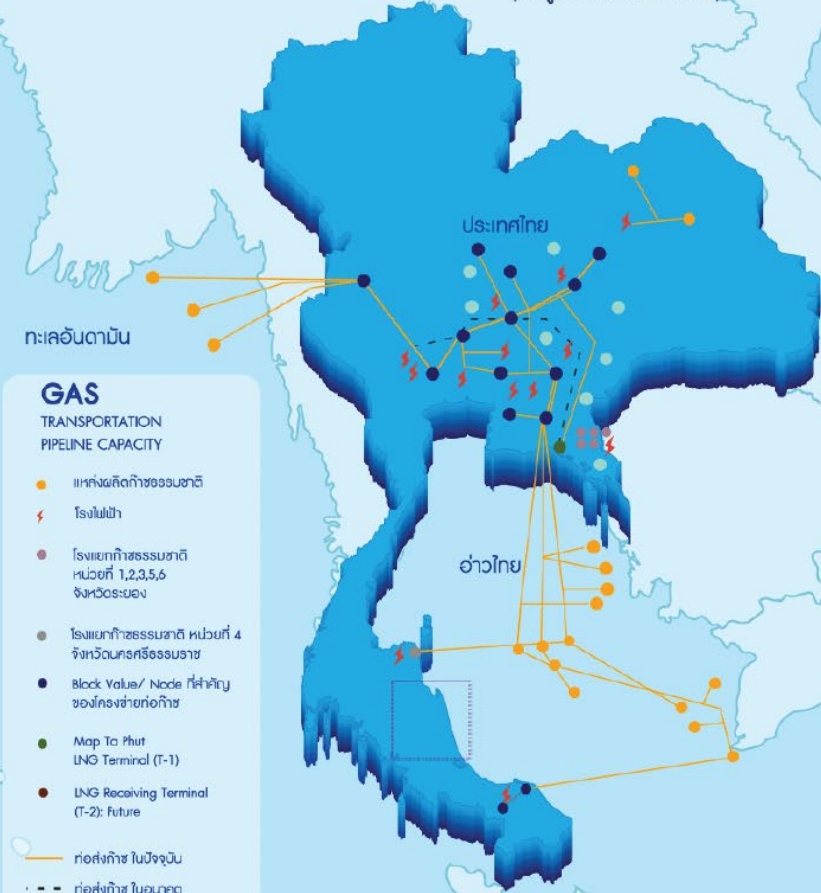 ประเทศไทย
ทะเลอันดามัน
อ่าวไทย
GAS
TRANSPORTATION
PIPELINE CAPACITY
แหล่งผลิตก๊าซธรรมชาติ
โรงไฟฟ้า
โรงแยกก๊าซธรรมชาติ
หน่วยที่ 1,2,3,5,6
จังหวัดระยอง
โรงแยกก๊าซธรรมชาติ หน่วยที่ 4
จังหวัดนครศรีธรรมราช
Block Value/ Node ที่สำคัญ
ของโครงข่ายท่อก๊าซ
Map Ta Phut
LNG Terminal (T-1)
LNG Receiving Terminal
(T-2): Future
ท่อส่งก๊าซ ในปัจจุบัน
ท่อส่งก๊าซ ในอนาคต